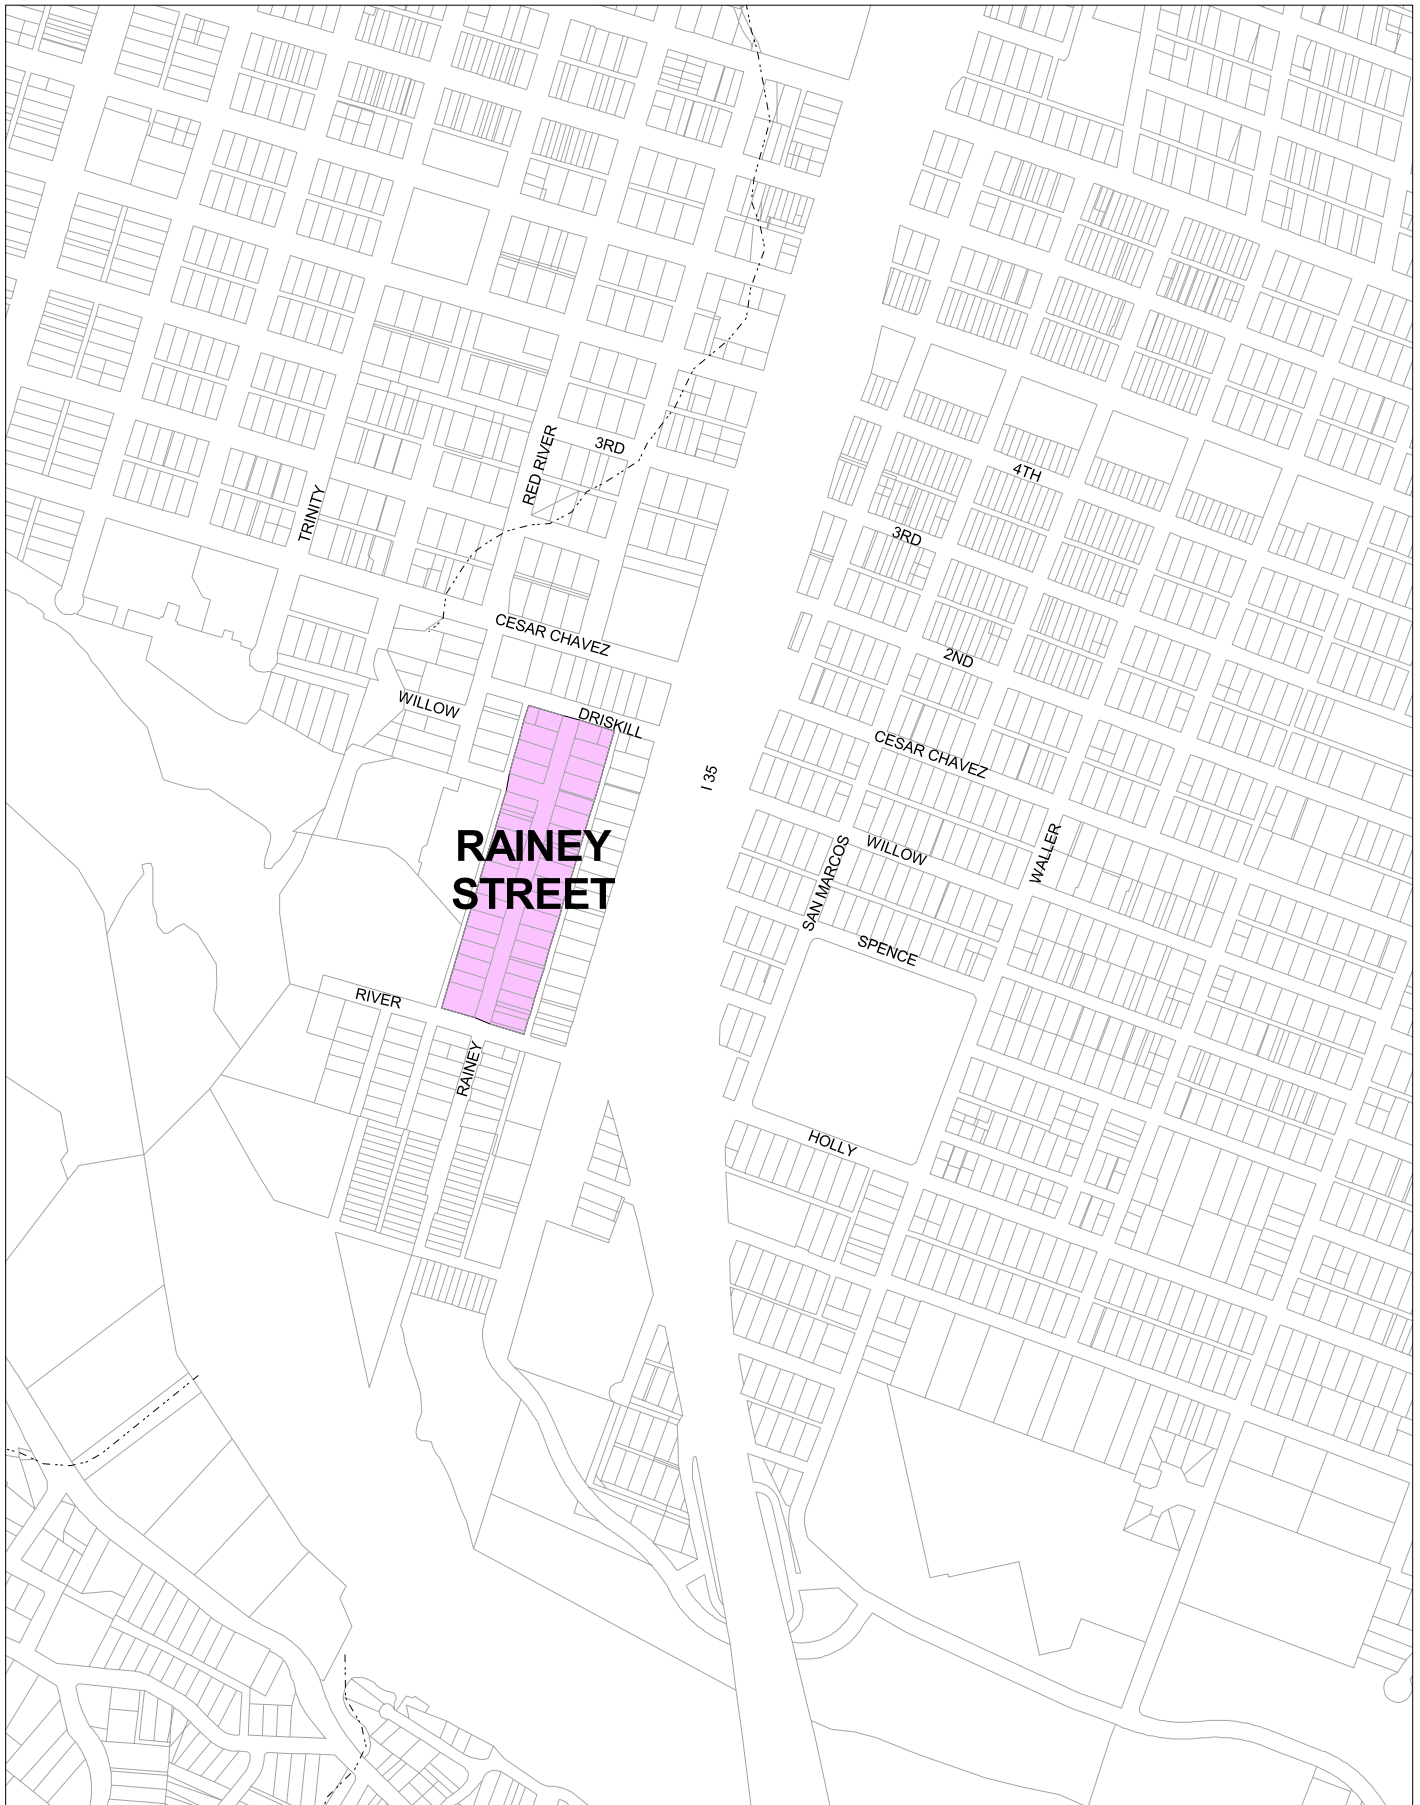 RED RIVER
3RD
4TH
TRINITY
3RD
CESAR CHAVEZ
2ND
WILLOW
DRISKILL
CESAR CHAVEZ
I 35
RAINEY
STREET
SAN MARCOS
WILLOW
WALLER
SPENCE
RIVER
RAINEY
HOLLY